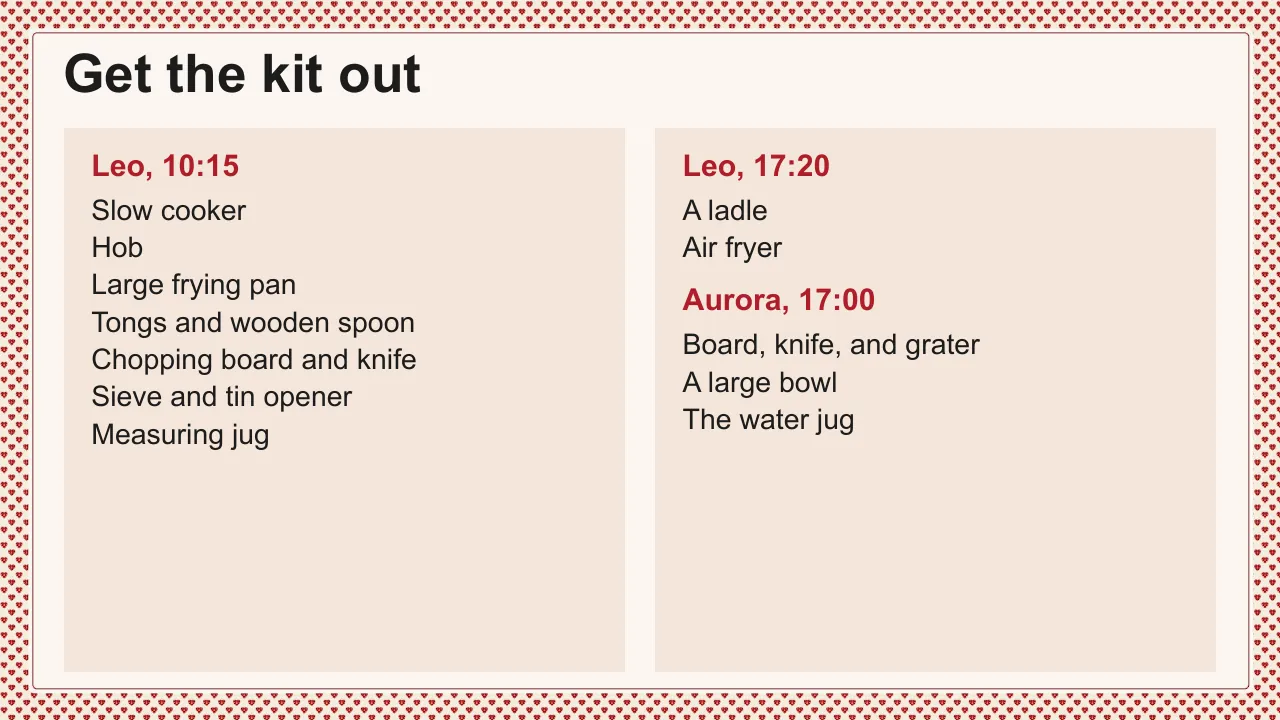 Get the kit out
Leo, 10:15
Slow cooker
Hob
Large frying pan
Tongs and wooden spoon
Chopping board and knife
Sieve and tin opener
Measuring jug
Leo, 17:20
A ladle
Air fryer
Aurora, 17:00
Board, knife, and grater
A large bowl
The water jug